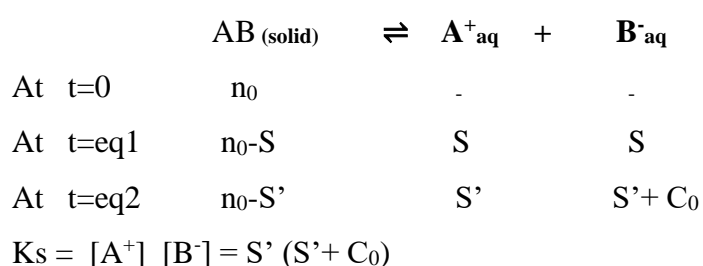 AB (solid) ⇌ A⁺aq + B⁻aq
At t=0 n₀ - -
At t=eq1 n₀-S S S
At t=eq2 n₀-S’ S’ S’+ C₀
Ks = [A⁺] [B⁻] = S’ (S’+ C₀)